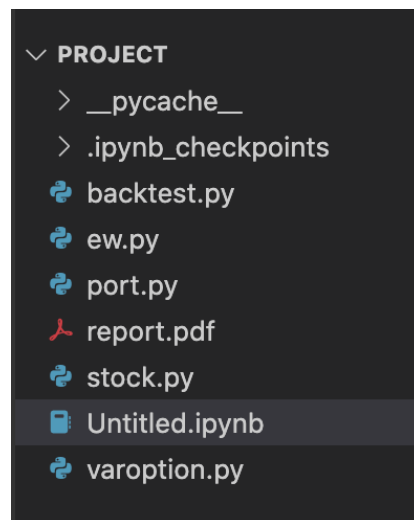 PROJECT
__pycache__
.ipynb_checkpoints
backtest.py
ew.py
port.py
report.pdf
stock.py
Untitled.ipynb
varoption.py